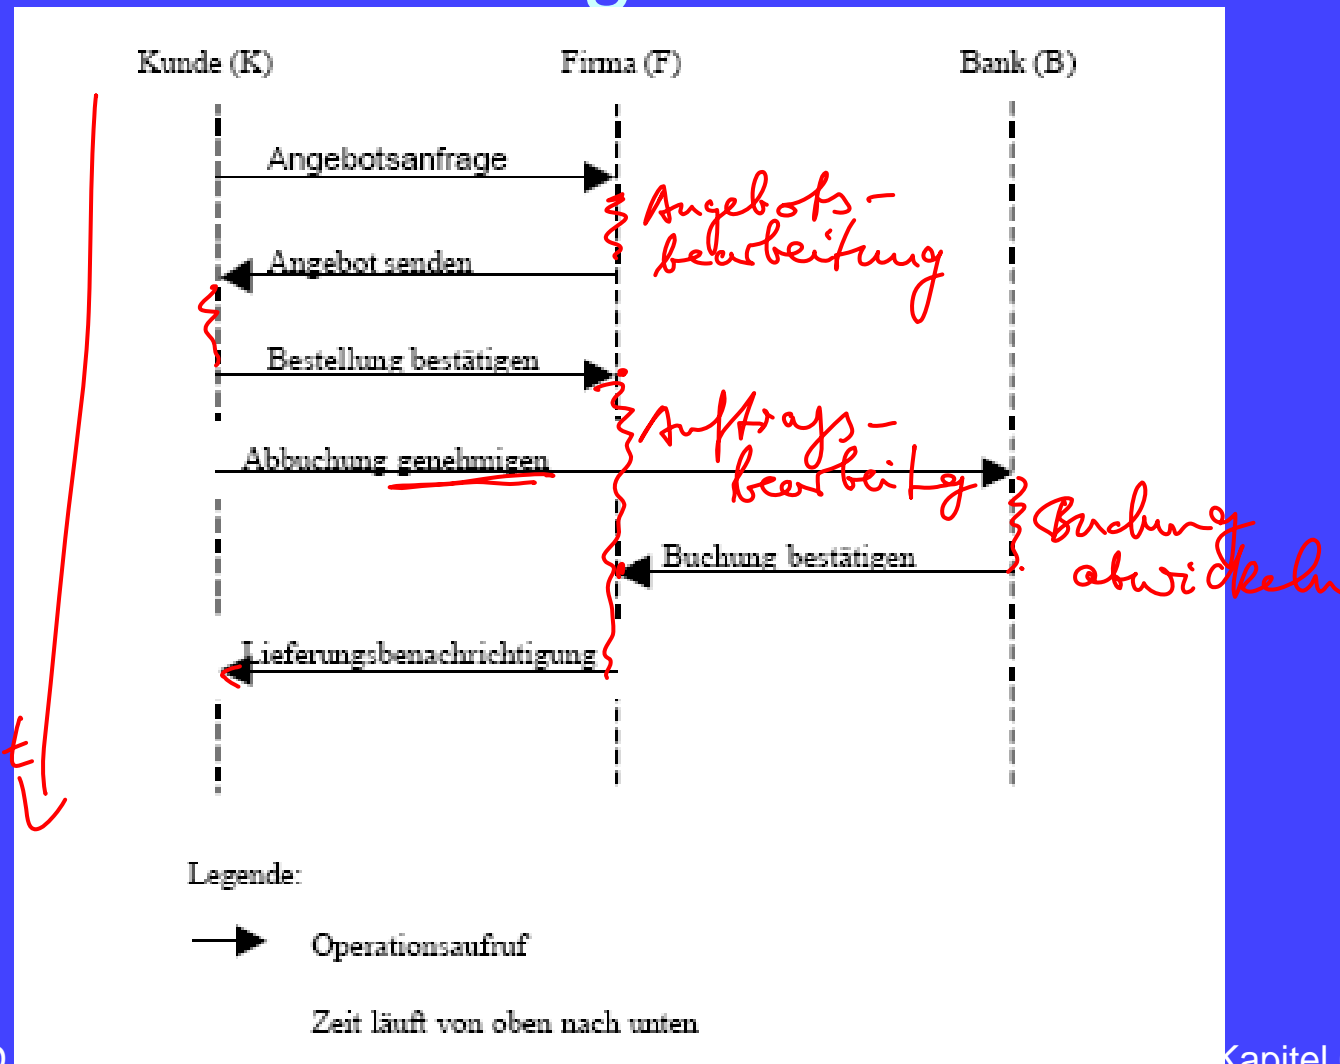 Kunde (K) Firma (F) Bank (B)
Angebotsanfrage
Angebots-
bearbeitung
Angebot senden
Bestellung bestätigen
Auftrags-
bearbeitg
Abbuchung genehmigen
Buchung
abwickeln
Buchung bestätigen
Lieferungsbenachrichtigung
t
Legende:
Operationsaufruf
Zeit läuft von oben nach unten
Kapitel